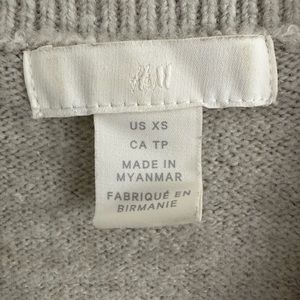 H&M
US XS
CA TP
MADE IN
MYANMAR
FABRIQUÉ EN
BIRMANIE